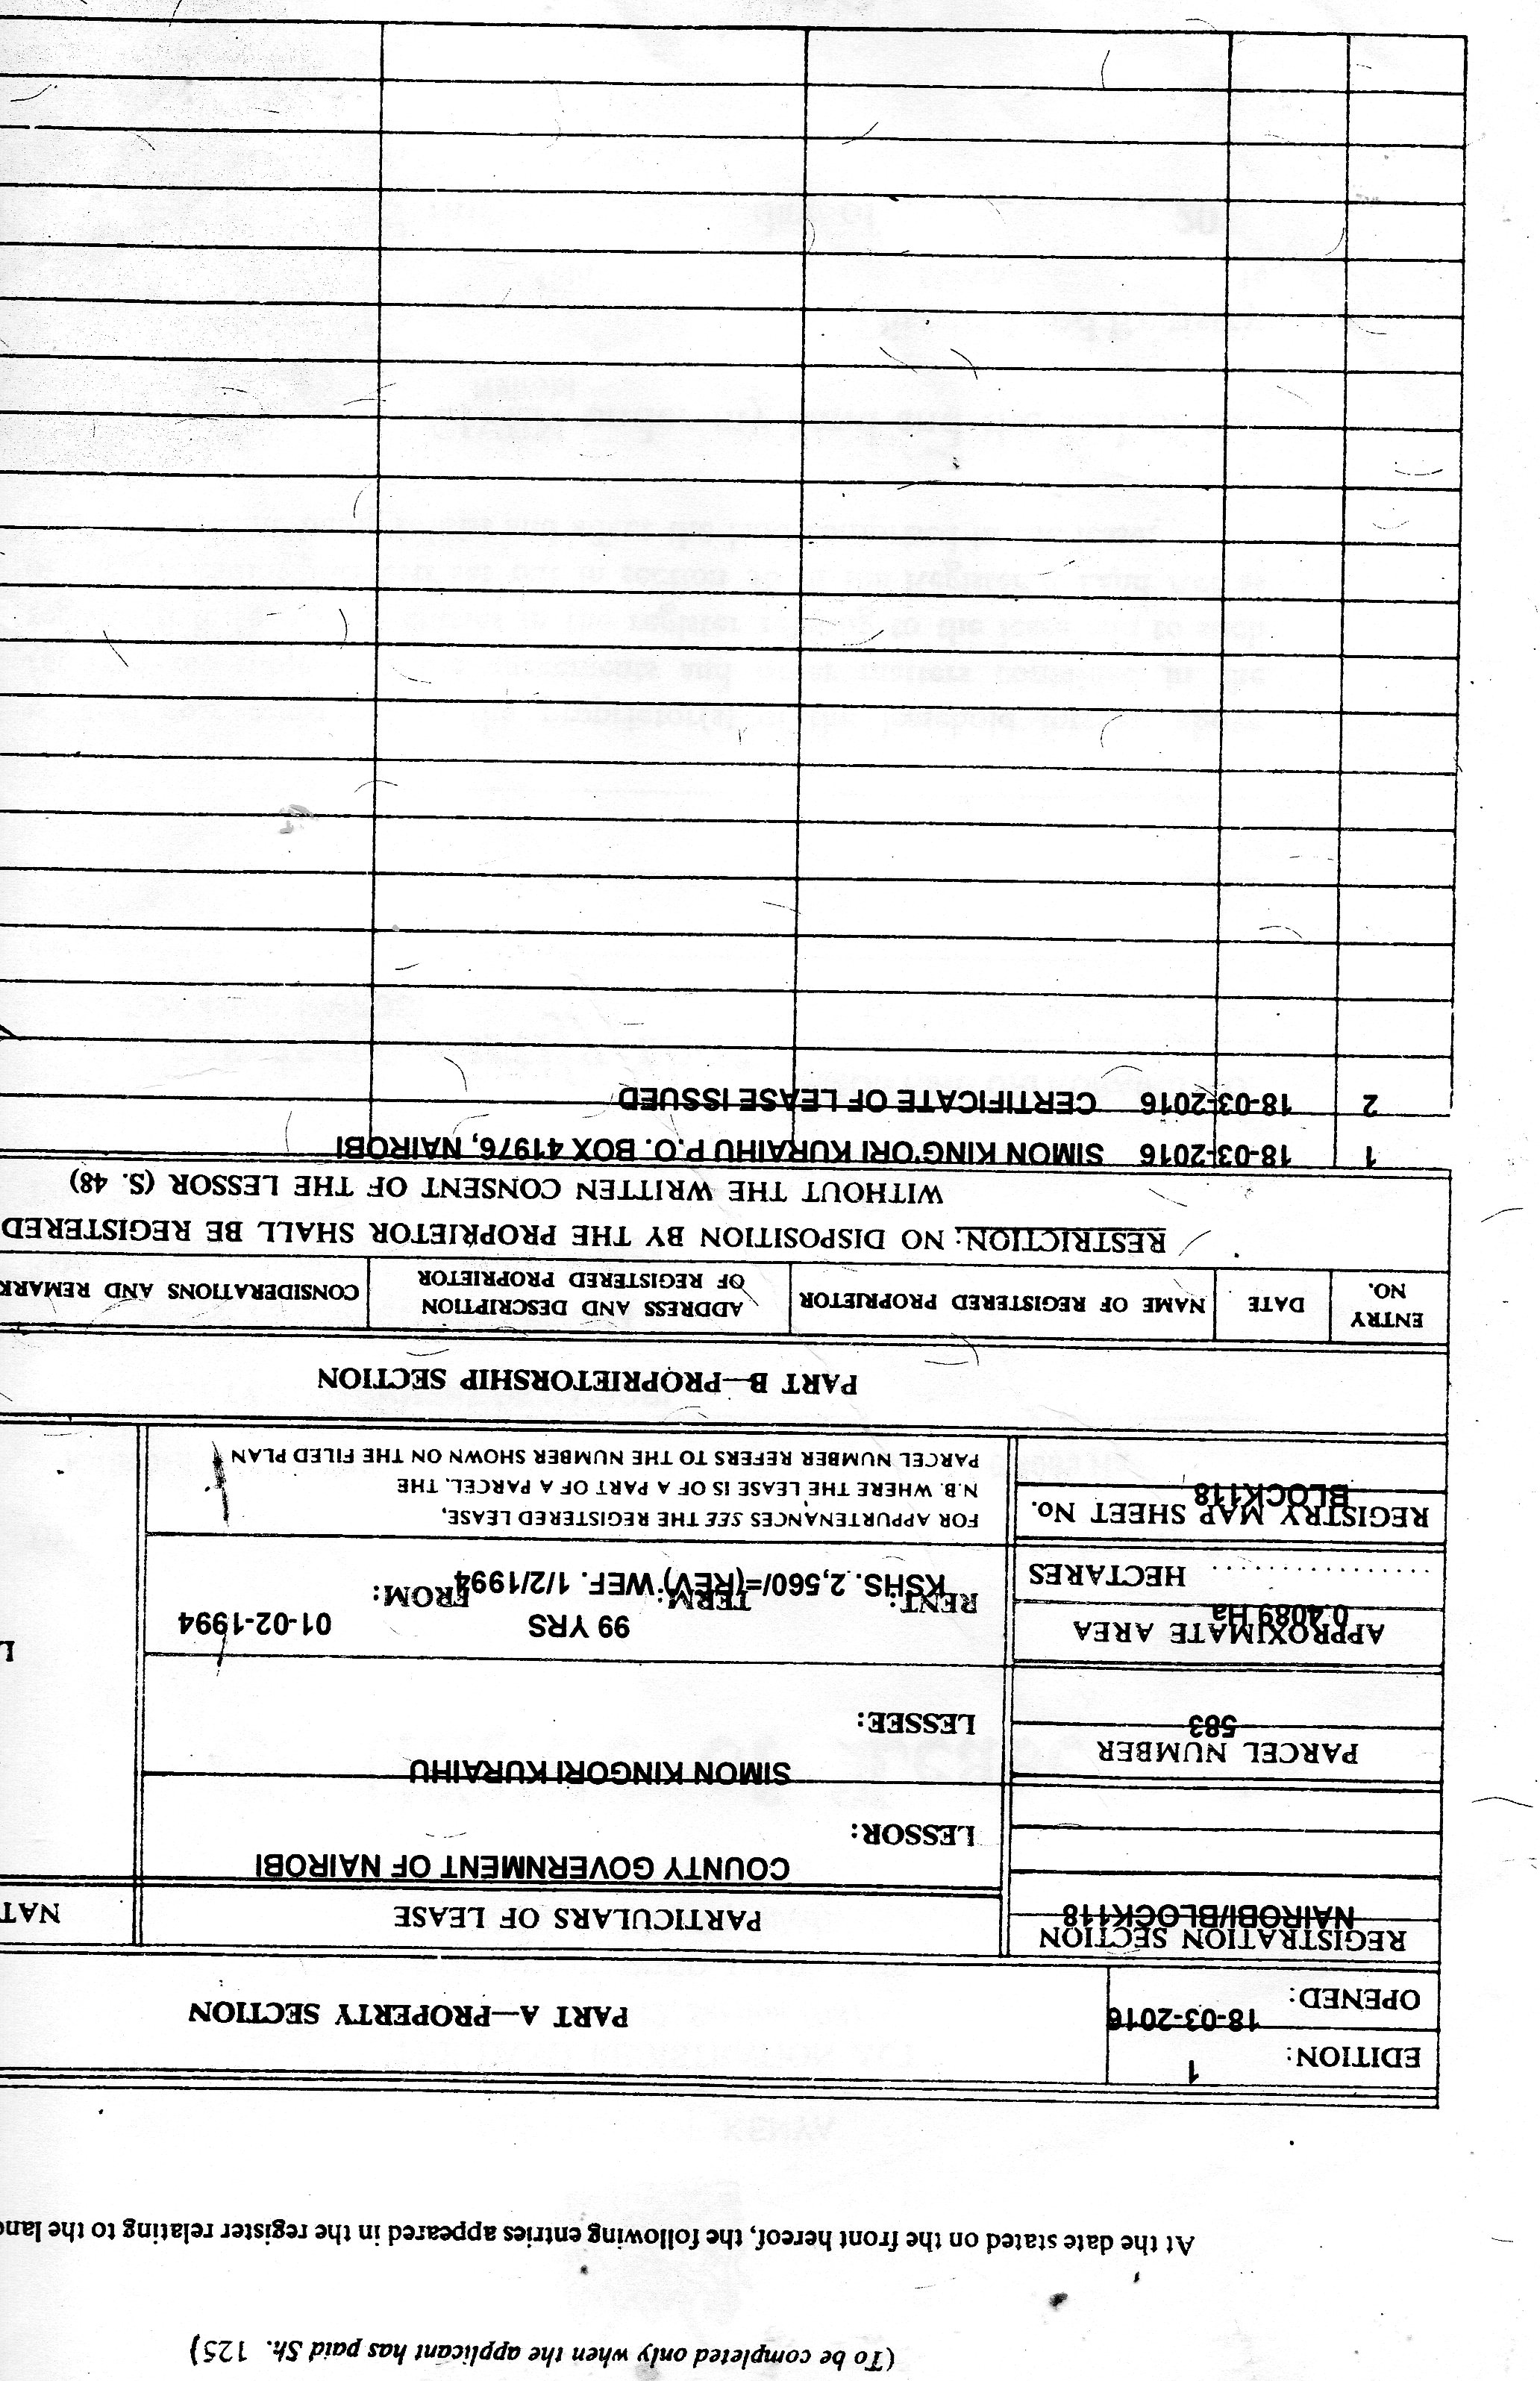 (To be completed only when the applicant has paid Sh. 125)
At the date stated on the front hereof, the following entries appeared in the register relating to the land
EDITION: 1
OPENED: 18-03-2016
PART A—PROPERTY SECTION
REGISTRATION SECTION
NAIROBI/BLOCK118
PARTICULARS OF LEASE
NAT
COUNTY GOVERNMENT OF NAIROBI
LESSOR:
SIMON KINGORI KURAIHU
LESSEE:
PARCEL NUMBER
583
APPROXIMATE AREA
0.4089 Ha
............... HECTARES
99 YRS 01-02-1994
RENT: TERM: FROM:
KSHS. 2,560/=(REV) WEF. 1/2/1994
L
REGISTRY MAP SHEET No.
BLOCK118
FOR APPURTENANCES SEE THE REGISTERED LEASE,
N.B. WHERE THE LEASE IS OF A PART OF A PARCEL, THE
PARCEL NUMBER REFERS TO THE NUMBER SHOWN ON THE FILED PLAN
PART B—PROPRIETORSHIP SECTION
ENTRY NO.
DATE
NAME OF REGISTERED PROPRIETOR
ADDRESS AND DESCRIPTION
OF REGISTERED PROPRIETOR
CONSIDERATIONS AND REMARK
RESTRICTION: NO DISPOSITION BY THE PROPRIETOR SHALL BE REGISTERED
WITHOUT THE WRITTEN CONSENT OF THE LESSOR (S. 48)
1 18-03-2016 SIMON KING'ORI KURAIHU P.O. BOX 41976, NAIROBI
2 18-03-2016 CERTIFICATE OF LEASE ISSUED